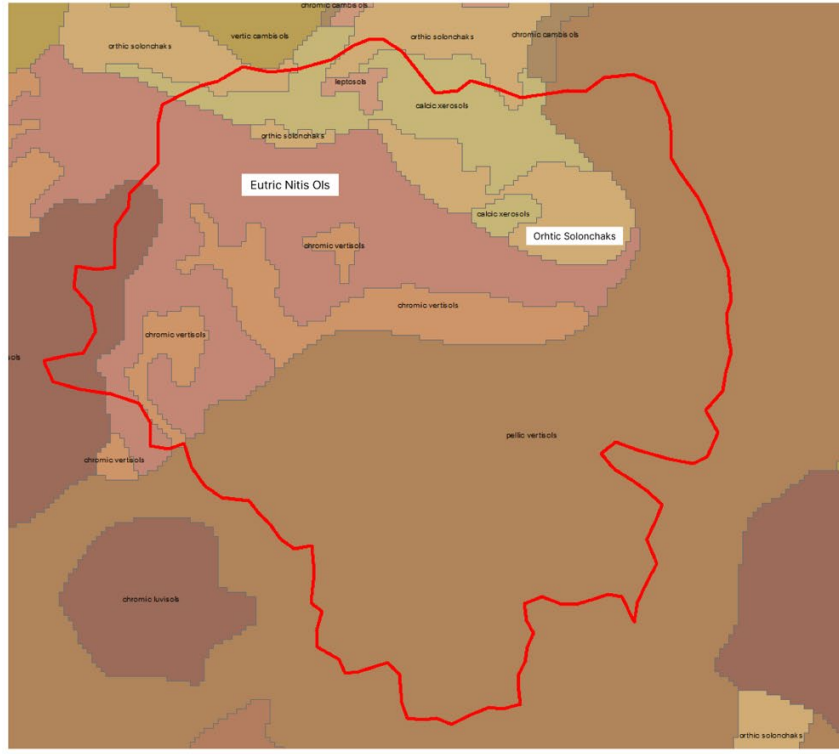 chromic cambisols
vertic cambisols
orthic solonchaks
orthic solonchaks
chromic cambisols
leptosols
calcic xerosols
orthic solonchaks
Eutric Nitis Ols
calcic xerosols
Orhtic Solonchaks
chromic vertisols
chromic vertisols
chromic vertisols
ols
pellic vertisols
chromic vertisols
chromic luvisols
orthic solonchaks